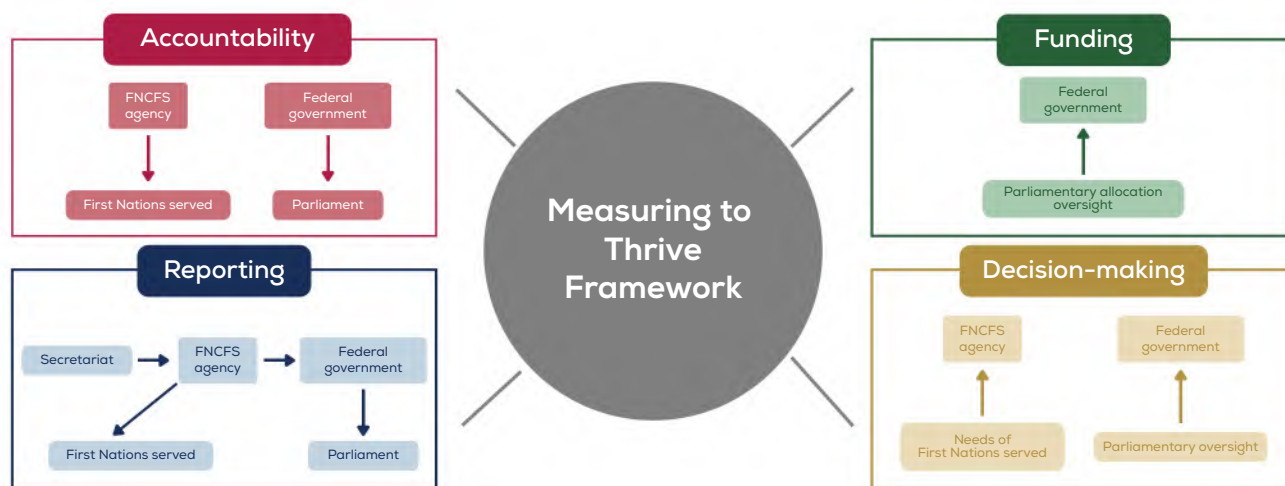 Accountability
FNCFS
agency
Federal
government
First Nations served
Parliament
Funding
Federal
government
Parliamentary allocation
oversight
Measuring to
Thrive
Framework
Reporting
Secretariat
FNCFS
agency
Federal
government
First Nations served
Parliament
Decision-making
FNCFS
agency
Federal
government
Needs of
First Nations served
Parliamentary oversight